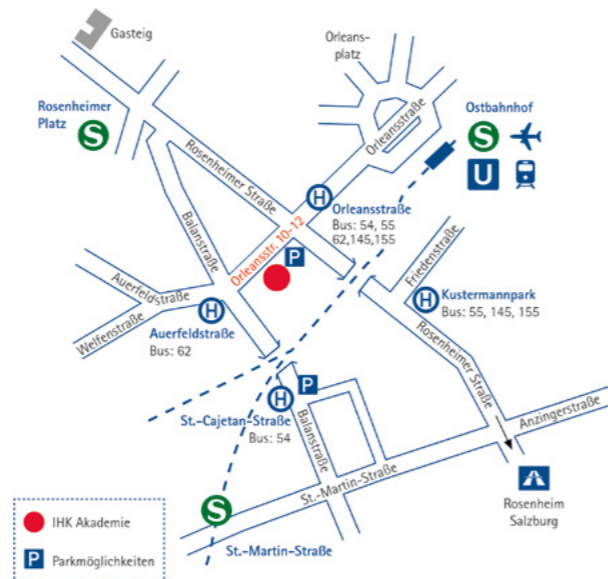 Gasteig
Orleans-
platz
Rosenheimer
Platz
S
Ostbahnhof
S
U
Orleansstraße
Rosenheimer Straße
H
Orleansstraße
Bus: 54, 55
62,145,155
Orleansstr. 10-12
P
Balanstraße
Friedenstraße
Auerfeldstraße
Welfenstraße
H
Auerfeldstraße
Bus: 62
H
Kustermannpark
Bus: 55, 145, 155
Rosenheimer Straße
P
H
St.-Cajetan-Straße
Bus: 54
Balanstraße
Anzingerstraße
St.-Martin-Straße
Rosenheim
Salzburg
S
St.-Martin-Straße
IHK Akademie
P Parkmöglichkeiten